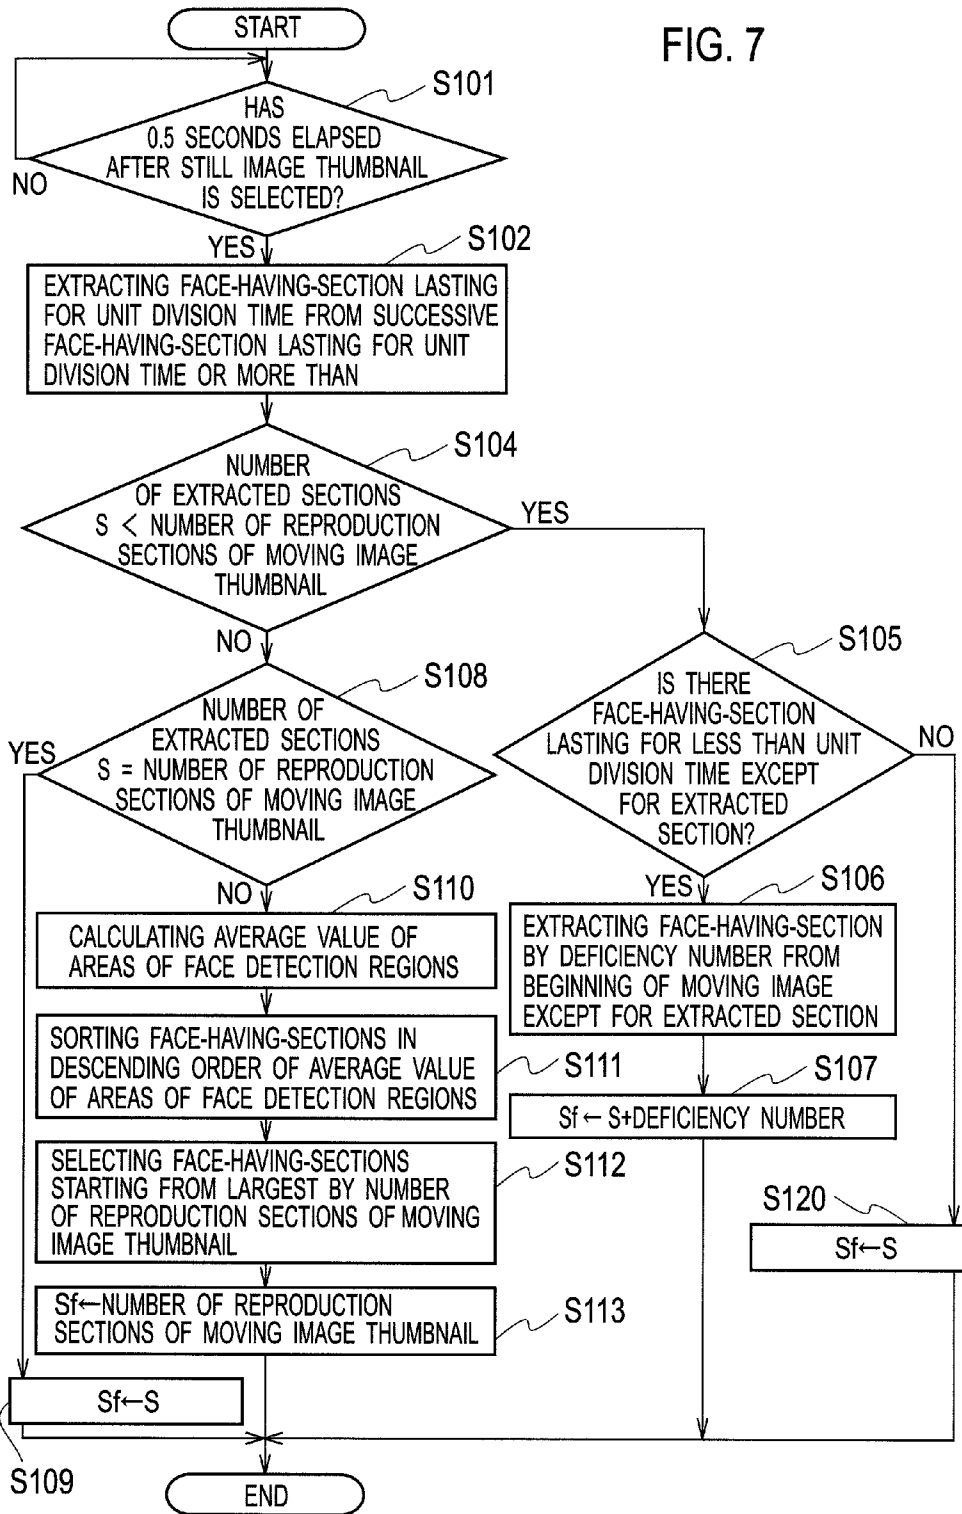 START
FIG. 7
S101
HAS
0.5 SECONDS ELAPSED
AFTER STILL IMAGE THUMBNAIL
IS SELECTED?
NO
YES
S102
EXTRACTING FACE-HAVING-SECTION LASTING
FOR UNIT DIVISION TIME FROM SUCCESSIVE
FACE-HAVING-SECTION LASTING FOR UNIT
DIVISION TIME OR MORE THAN
S104
NUMBER
OF EXTRACTED SECTIONS
S < NUMBER OF REPRODUCTION
SECTIONS OF MOVING IMAGE
THUMBNAIL
YES
NO
S105
IS THERE
FACE-HAVING-SECTION
LASTING FOR LESS THAN UNIT
DIVISION TIME EXCEPT
FOR EXTRACTED
SECTION?
NO
YES
S108
NUMBER OF
EXTRACTED SECTIONS
S = NUMBER OF REPRODUCTION
SECTIONS OF MOVING IMAGE
THUMBNAIL
YES
NO
S110
CALCULATING AVERAGE VALUE OF
AREAS OF FACE DETECTION REGIONS
S106
EXTRACTING FACE-HAVING-SECTION
BY DEFICIENCY NUMBER FROM
BEGINNING OF MOVING IMAGE
EXCEPT FOR EXTRACTED SECTION
SORTING FACE-HAVING-SECTIONS IN
DESCENDING ORDER OF AVERAGE VALUE
OF AREAS OF FACE DETECTION REGIONS
S111
S107
Sf←S+DEFICIENCY NUMBER
SELECTING FACE-HAVING-SECTIONS
STARTING FROM LARGEST BY NUMBER
OF REPRODUCTION SECTIONS OF MOVING
IMAGE THUMBNAIL
S112
S120
Sf←S
Sf←NUMBER OF REPRODUCTION
SECTIONS OF MOVING IMAGE THUMBNAIL
S113
Sf←S
S109
END